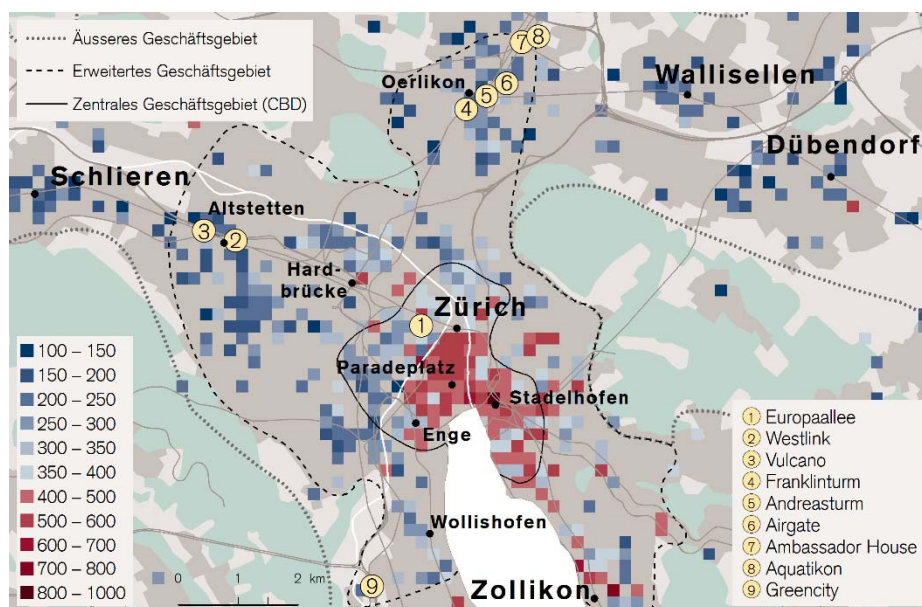 Äusseres Geschäftsgebiet
Erweitertes Geschäftsgebiet
Zentrales Geschäftsgebiet (CBD)
7
8
Oerlikon
6
5
4
Wallisellen
Dübendorf
Schlieren
Altstetten
3
2
Hard-
brücke
1
Zürich
Paradeplatz
Stadelhofen
Enge
Wollishofen
9
Zollikon
100 – 150
150 – 200
200 – 250
250 – 300
300 – 350
350 – 400
400 – 500
500 – 600
600 – 700
700 – 800
800 – 1000
0 1 2 km
1 Europaallee
2 Westlink
3 Vulcano
4 Franklinturm
5 Andreasturm
6 Airgate
7 Ambassador House
8 Aquatikon
9 Greencity